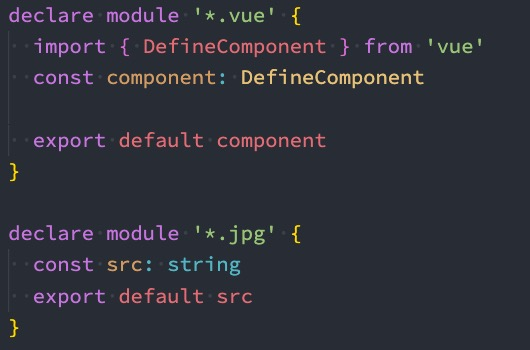 declare module '*.vue' {
  import { DefineComponent } from 'vue'
  const component: DefineComponent

  export default component
}

declare module '*.jpg' {
  const src: string
  export default src
}